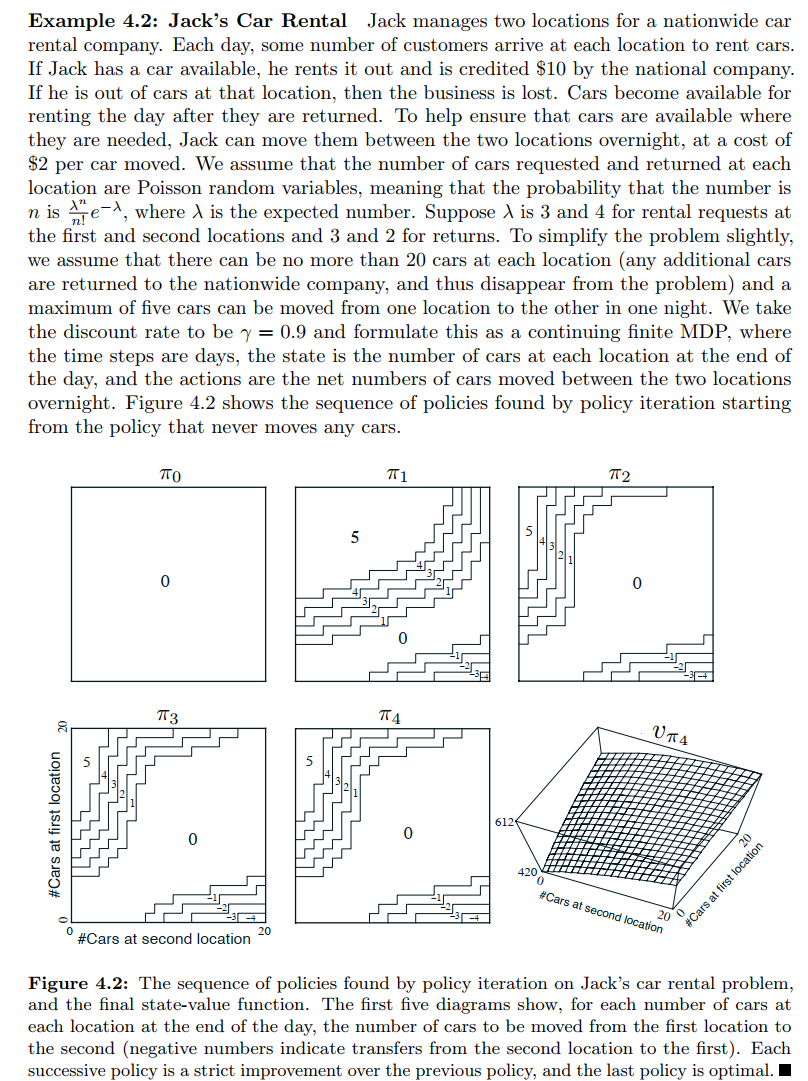 Example 4.2: Jack's Car Rental Jack manages two locations for a nationwide car
rental company. Each day, some number of customers arrive at each location to rent cars.
If Jack has a car available, he rents it out and is credited $10 by the national company.
If he is out of cars at that location, then the business is lost. Cars become available for
renting the day after they are returned. To help ensure that cars are available where
they are needed, Jack can move them between the two locations overnight, at a cost of
$2 per car moved. We assume that the number of cars requested and returned at each
location are Poisson random variables, meaning that the probability that the number is
n is λⁿ/n! e^−λ, where λ is the expected number. Suppose λ is 3 and 4 for rental requests at
the first and second locations and 3 and 2 for returns. To simplify the problem slightly,
we assume that there can be no more than 20 cars at each location (any additional cars
are returned to the nationwide company, and thus disappear from the problem) and a
maximum of five cars can be moved from one location to the other in one night. We take
the discount rate to be γ = 0.9 and formulate this as a continuing finite MDP, where
the time steps are days, the state is the number of cars at each location at the end of
the day, and the actions are the net numbers of cars moved between the two locations
overnight. Figure 4.2 shows the sequence of policies found by policy iteration starting
from the policy that never moves any cars.
π0
0
π1
5
4
3
2
1
4
3
2
1
0
-1
-2
-3
-4
π2
5
4
3
2
1
0
-1
-2
-3
-4
π3
#Cars at first location
20
0
5
4
3
2
1
0
-1
-2
-3
-4
0
20
#Cars at second location
π4
5
4
3
2
1
0
-1
-2
-3
-4
vπ4
612
420
0
#Cars at second location
20
0
#Cars at first location
20
Figure 4.2: The sequence of policies found by policy iteration on Jack's car rental problem,
and the final state-value function. The first five diagrams show, for each number of cars at
each location at the end of the day, the number of cars to be moved from the first location to
the second (negative numbers indicate transfers from the second location to the first). Each
successive policy is a strict improvement over the previous policy, and the last policy is optimal. ■